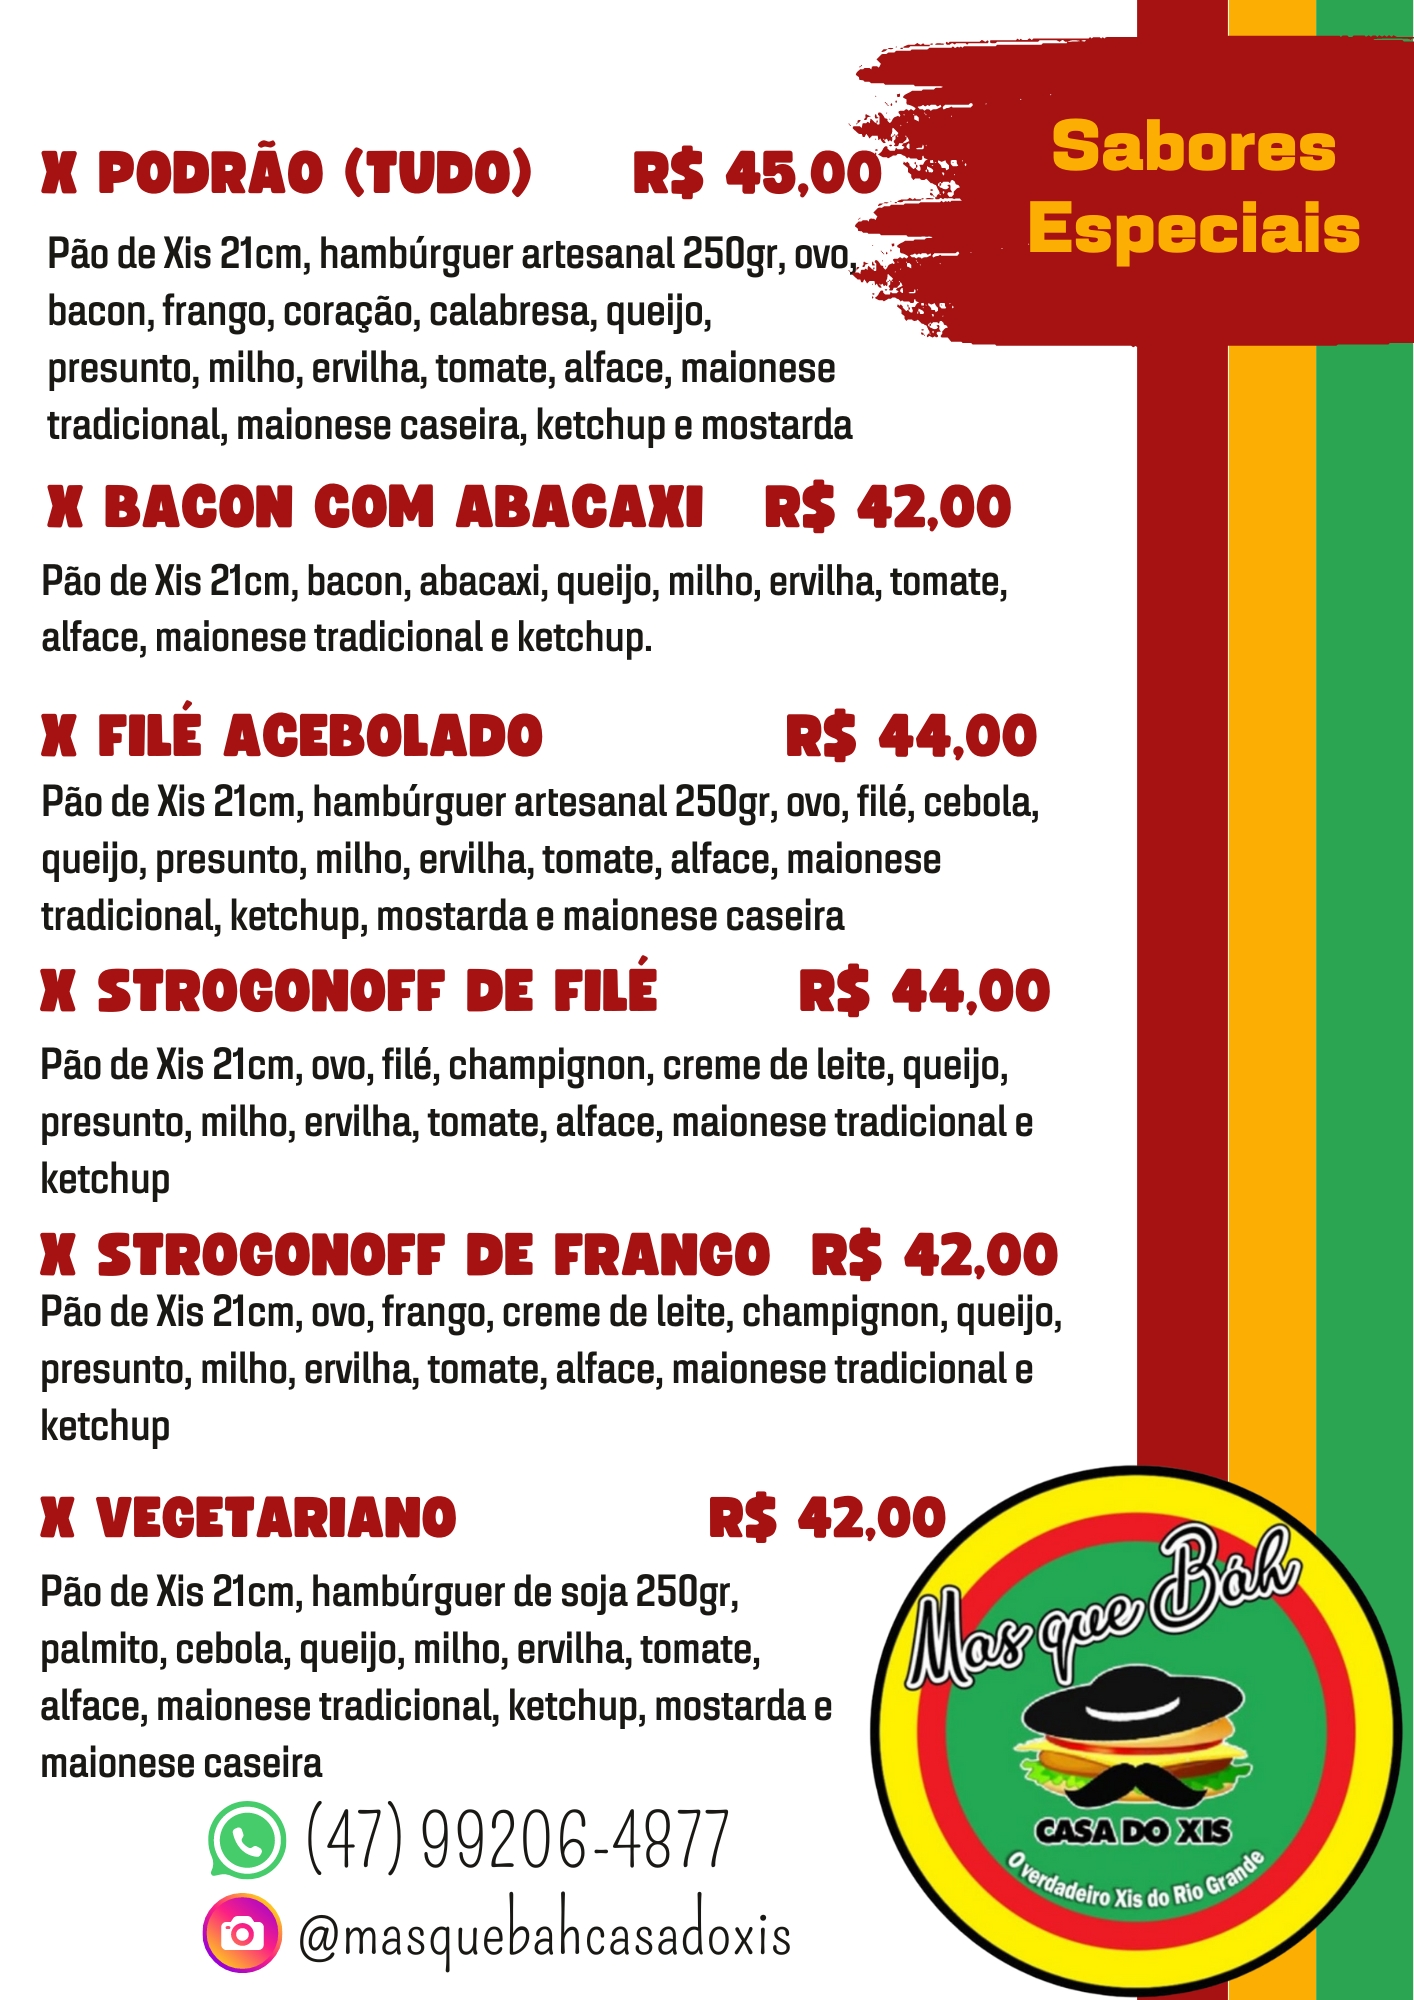 Sabores
Especiais
X PODRÃO (TUDO) R$ 45,00
Pão de Xis 21cm, hambúrguer artesanal 250gr, ovo,
bacon, frango, coração, calabresa, queijo,
presunto, milho, ervilha, tomate, alface, maionese
tradicional, maionese caseira, ketchup e mostarda
X BACON COM ABACAXI R$ 42,00
Pão de Xis 21cm, bacon, abacaxi, queijo, milho, ervilha, tomate,
alface, maionese tradicional e ketchup.
X FILÉ ACEBOLADO R$ 44,00
Pão de Xis 21cm, hambúrguer artesanal 250gr, ovo, filé, cebola,
queijo, presunto, milho, ervilha, tomate, alface, maionese
tradicional, ketchup, mostarda e maionese caseira
X STROGONOFF DE FILÉ R$ 44,00
Pão de Xis 21cm, ovo, filé, champignon, creme de leite, queijo,
presunto, milho, ervilha, tomate, alface, maionese tradicional e
ketchup
X STROGONOFF DE FRANGO R$ 42,00
Pão de Xis 21cm, ovo, frango, creme de leite, champignon, queijo,
presunto, milho, ervilha, tomate, alface, maionese tradicional e
ketchup
X VEGETARIANO R$ 42,00
Pão de Xis 21cm, hambúrguer de soja 250gr,
palmito, cebola, queijo, milho, ervilha, tomate,
alface, maionese tradicional, ketchup, mostarda e
maionese caseira
(47) 99206-4877
@masquebahcasadoxis
Mas que Báh
CASA DO XIS
O verdadeiro Xis do Rio Grande